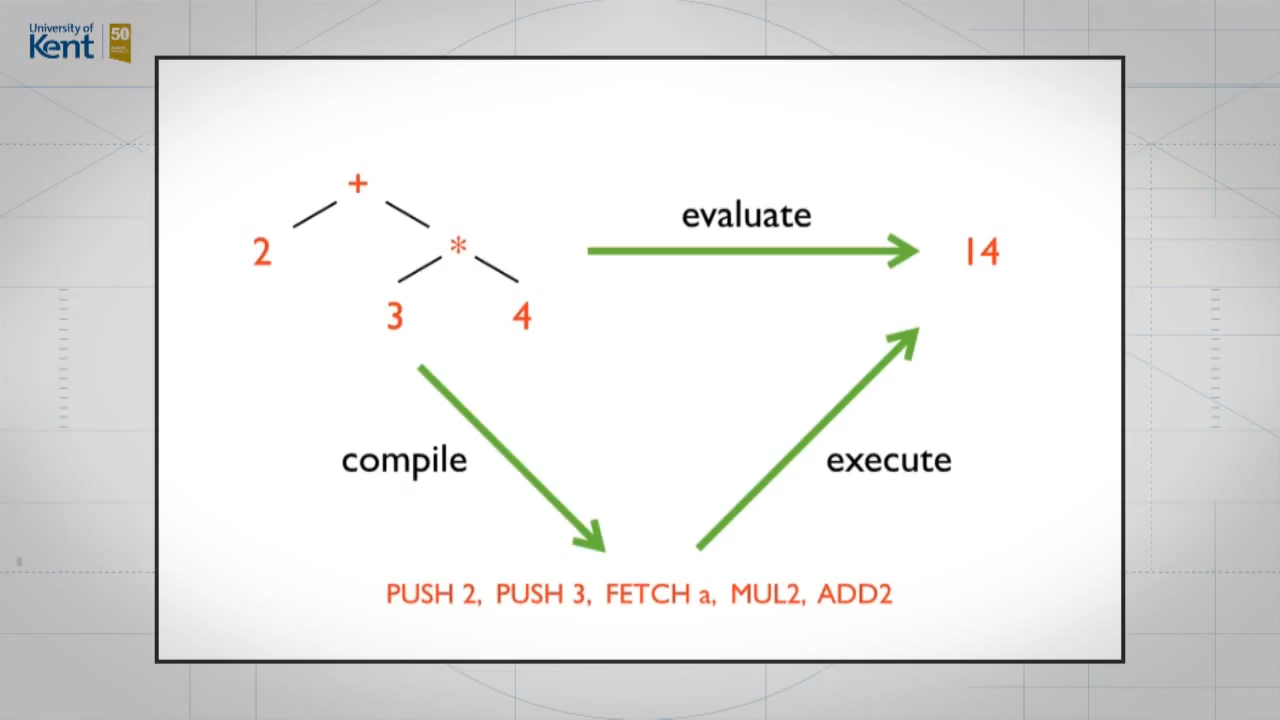 University of
Kent
50
+
evaluate
2
*
14
3
4
compile
execute
PUSH 2, PUSH 3, FETCH a, MUL2, ADD2